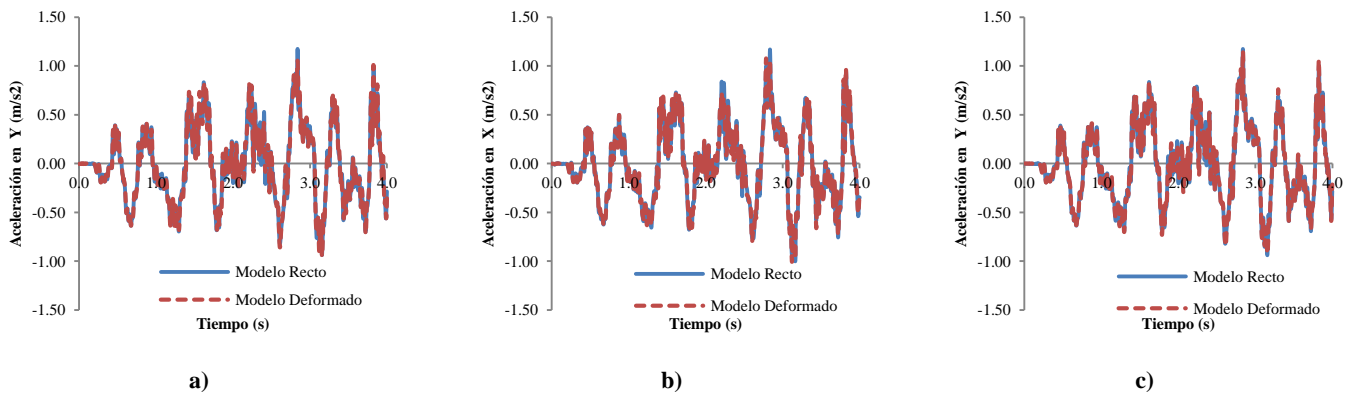 1.50
1.00
0.50
0.00
-0.50
-1.00
-1.50
0.0
1.0
2.0
3.0
4.0
Aceleración en Y (m/s2)
Tiempo (s)
Modelo Recto
Modelo Deformado
a)
1.50
1.00
0.50
0.00
-0.50
-1.00
-1.50
0.0
1.0
2.0
3.0
4.0
Aceleración en X (m/s2)
Tiempo (s)
Modelo Recto
Modelo Deformado
b)
1.50
1.00
0.50
0.00
-0.50
-1.00
-1.50
0.0
1.0
2.0
3.0
4.0
Aceleración en Y (m/s2)
Tiempo (s)
Modelo Recto
Modelo Deformado
c)